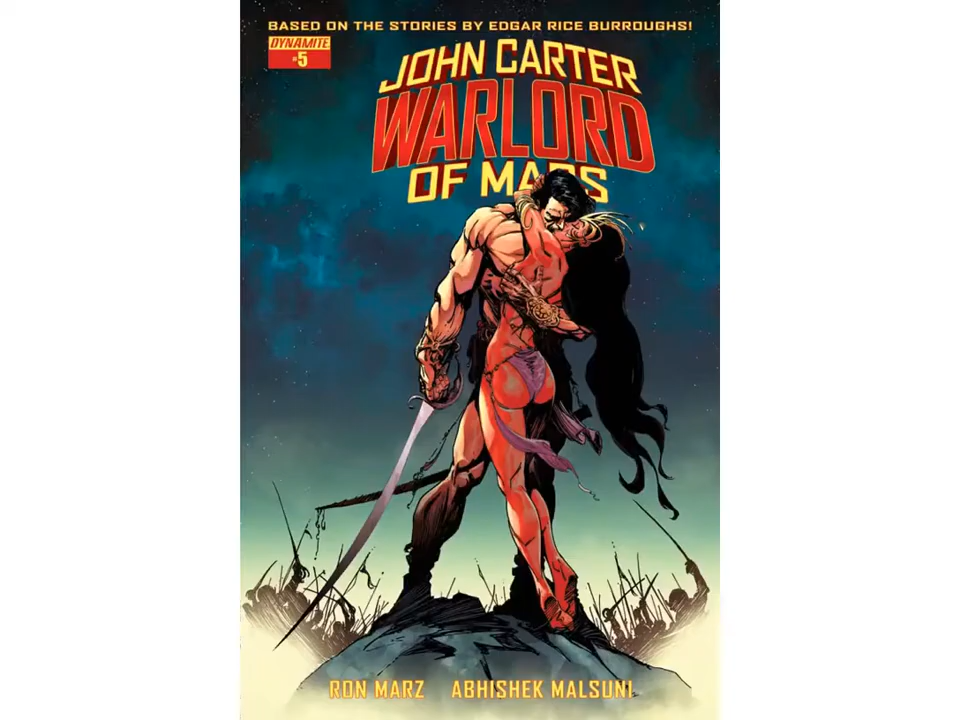 BASED ON THE STORIES BY EDGAR RICE BURROUGHS!
DYNAMITE
#5
JOHN CARTER
WARLORD
OF MARS
RON MARZ ABHISHEK MALSUNI